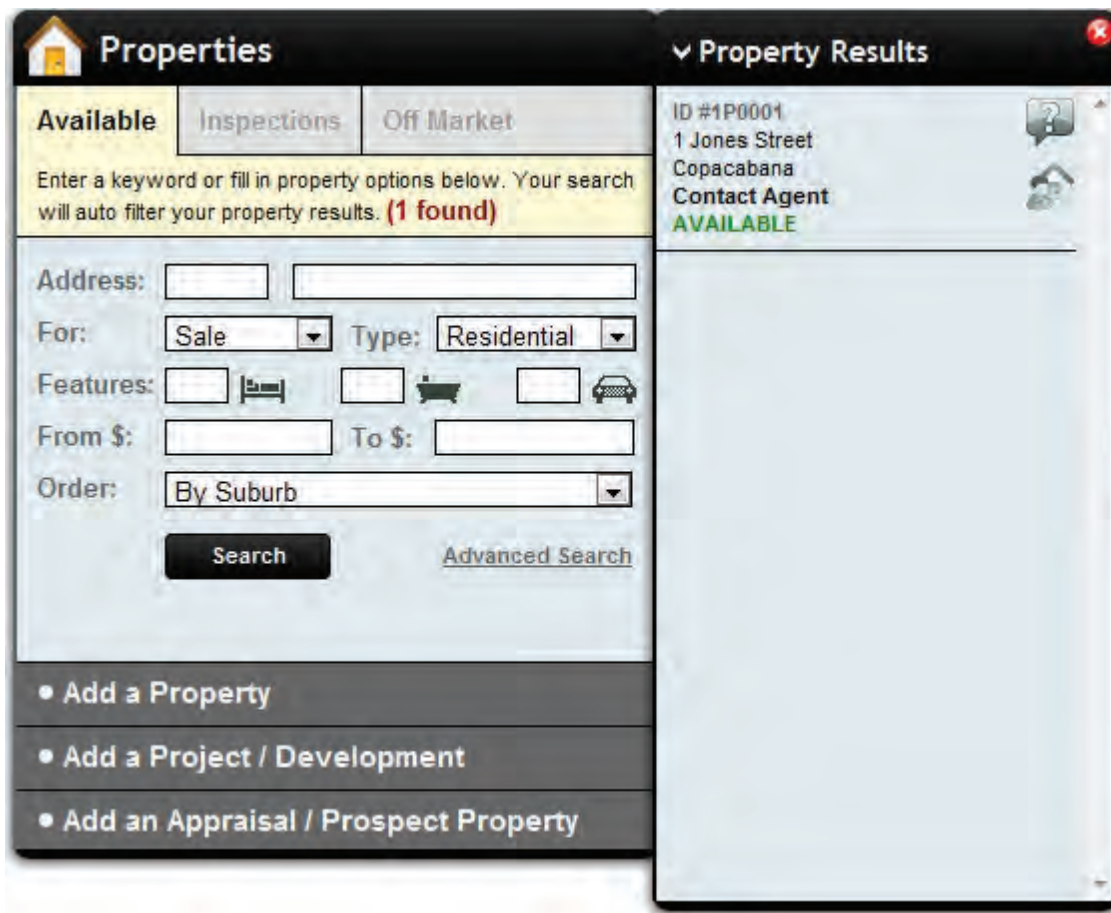 Properties
Available
Inspections
Off Market
Enter a keyword or fill in property options below. Your search
will auto filter your property results. (1 found)
Address:
For: Sale Type: Residential
Features:
From $: To $:
Order: By Suburb
Search Advanced Search
• Add a Property
• Add a Project / Development
• Add an Appraisal / Prospect Property
Property Results
ID #1P0001
1 Jones Street
Copacabana
Contact Agent
AVAILABLE